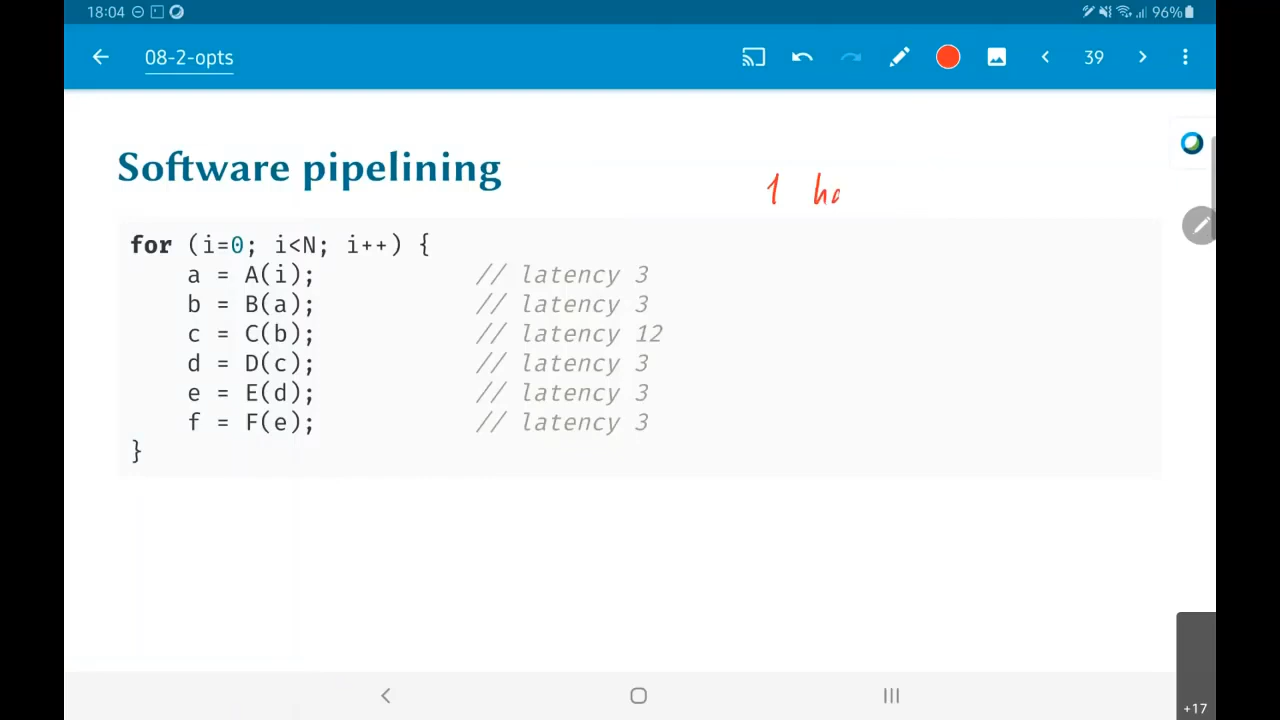 18:04 96%
08-2-opts 39
Software pipelining
1 ho
for (i=0; i<N; i++) {
a = A(i); // latency 3
b = B(a); // latency 3
c = C(b); // latency 12
d = D(c); // latency 3
e = E(d); // latency 3
f = F(e); // latency 3
}
+17